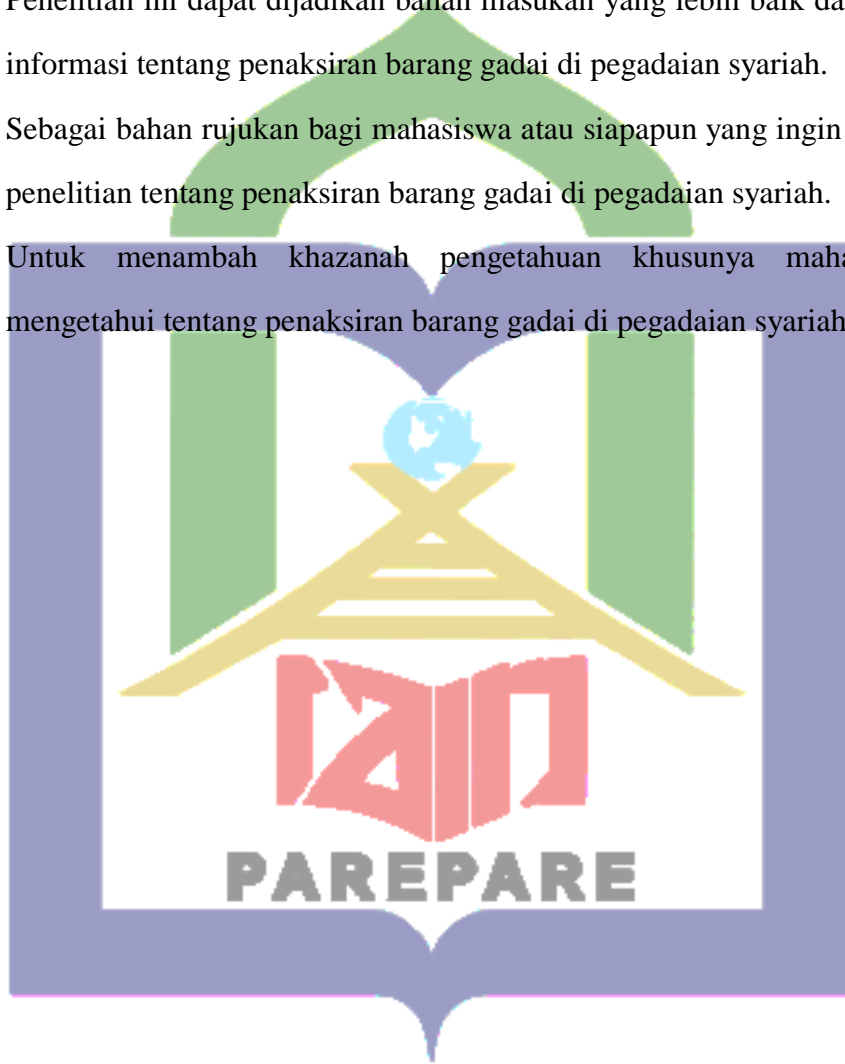 Penelitian ini dapat dijadikan bahan masukan yang lebih baik
informasi tentang penaksiran barang gadai di pegadaian syariah.
Sebagai bahan rujukan bagi mahasiswa atau siapapun yang ingin
penelitian tentang penaksiran barang gadai di pegadaian syariah.
Untuk menambah khazanah pengetahuan khusunya
mengetahui tentang penaksiran barang gadai di pegadaian syariah
iain
PAREPARE